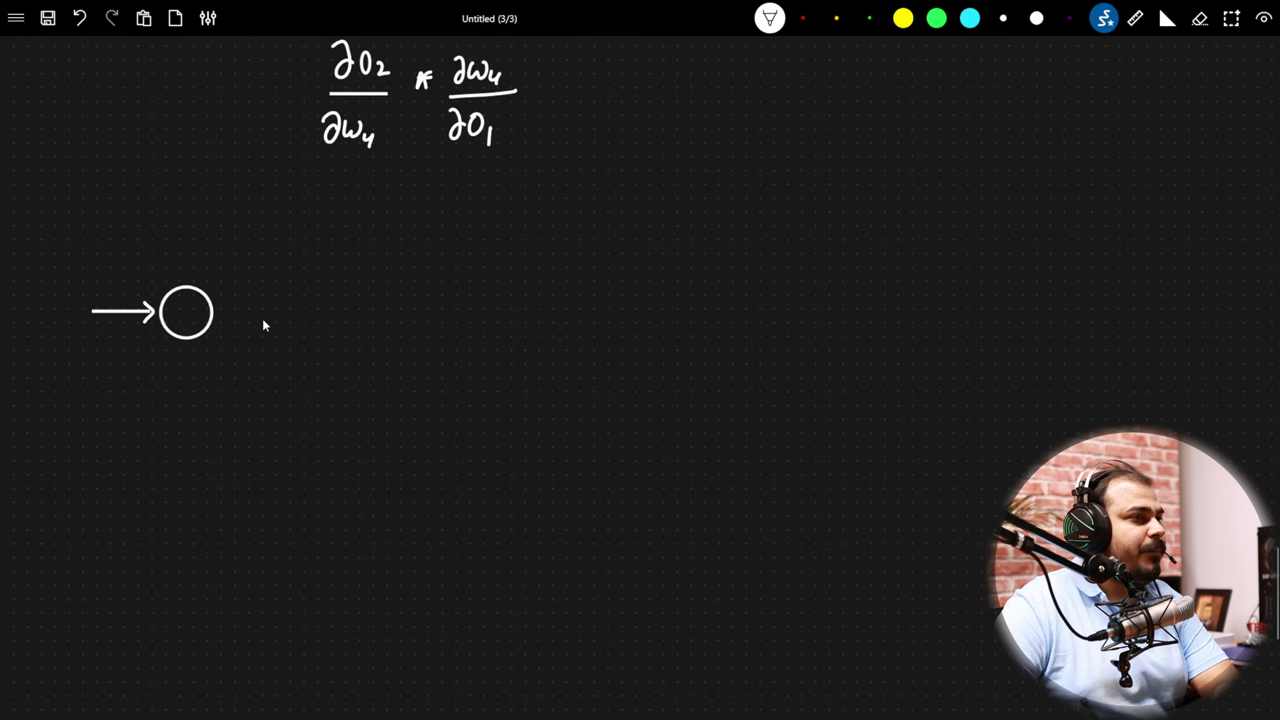 Untitled (3/3)
∂O₂ * ∂w₄
∂w₄ ∂O₁